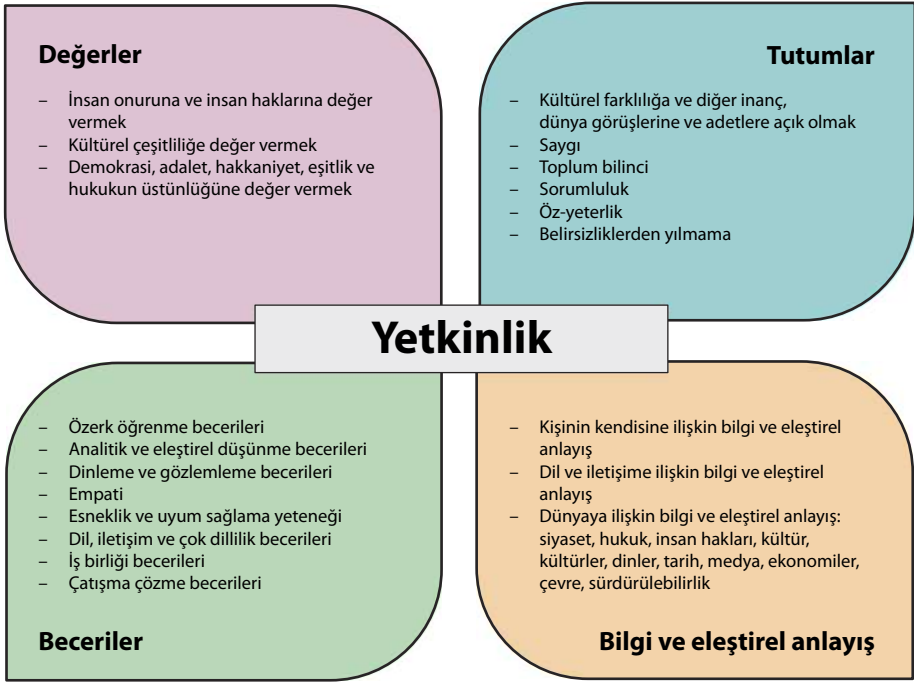 Değerler
– İnsan onuruna ve insan haklarına değer
vermek
– Kültürel çeşitliliğe değer vermek
– Demokrasi, adalet, hakkaniyet, eşitlik ve
hukukun üstünlüğüne değer vermek
Tutumlar
– Kültürel farklılığa ve diğer inanç,
dünya görüşlerine ve adetlere açık olmak
– Saygı
– Toplum bilinci
– Sorumluluk
– Öz-yeterlik
– Belirsizliklerden yılmama
Yetkinlik
– Özerk öğrenme becerileri
– Analitik ve eleştirel düşünme becerileri
– Dinleme ve gözlemleme becerileri
– Empati
– Esneklik ve uyum sağlama yeteneği
– Dil, iletişim ve çok dillilik becerileri
– İş birliği becerileri
– Çatışma çözme becerileri
Beceriler
– Kişinin kendisine ilişkin bilgi ve eleştirel
anlayış
– Dil ve iletişime ilişkin bilgi ve eleştirel
anlayış
– Dünyaya ilişkin bilgi ve eleştirel anlayış:
siyaset, hukuk, insan hakları, kültür,
kültürler, dinler, tarih, medya, ekonomiler,
çevre, sürdürülebilirlik
Bilgi ve eleştirel anlayış